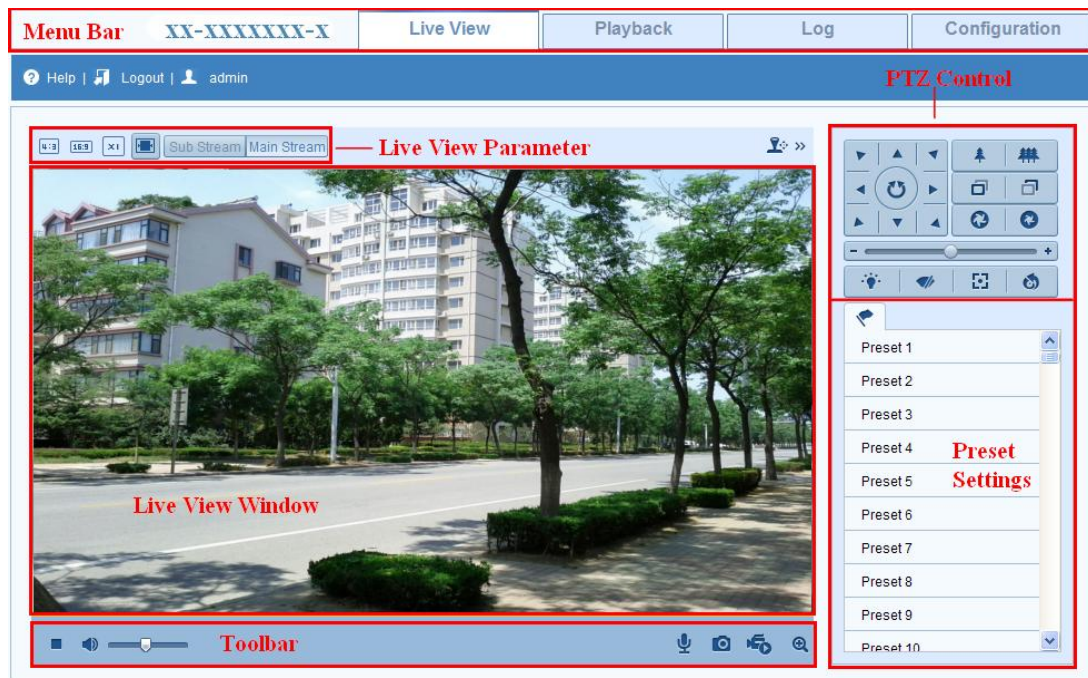 Menu Bar XX-XXXXXXX-X Live View Playback Log Configuration
Help | Logout | admin
PTZ Control
4:3 16:9 X1 Sub Stream Main Stream Live View Parameter
Preset 1
Preset 2
Preset 3
Preset 4
Preset 5
Preset 6
Preset 7
Preset 8
Preset 9
Preset 10
Preset
Settings
Live View Window
Toolbar